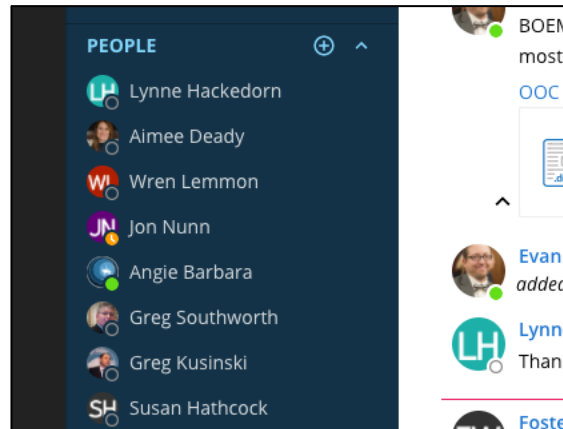 PEOPLE
LH Lynne Hackedorn
Aimee Deady
WL Wren Lemmon
JN Jon Nunn
Angie Barbara
Greg Southworth
Greg Kusinski
SH Susan Hathcock
BOEM
most
OOC
.d
Evan
added
LH Lynn
Than
Foste